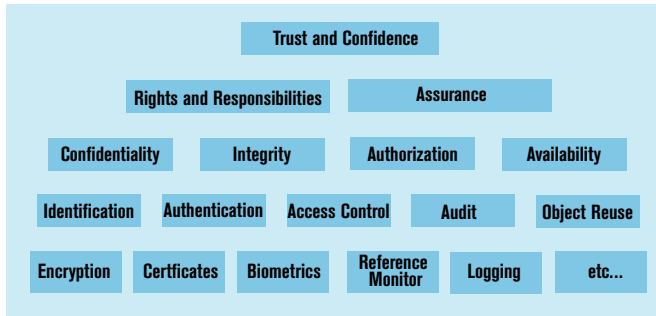 Trust and Confidence
Rights and Responsibilities
Assurance
Confidentiality
Integrity
Authorization
Availability
Identification
Authentication
Access Control
Audit
Object Reuse
Encryption
Certficates
Biometrics
Reference
Monitor
Logging
etc...